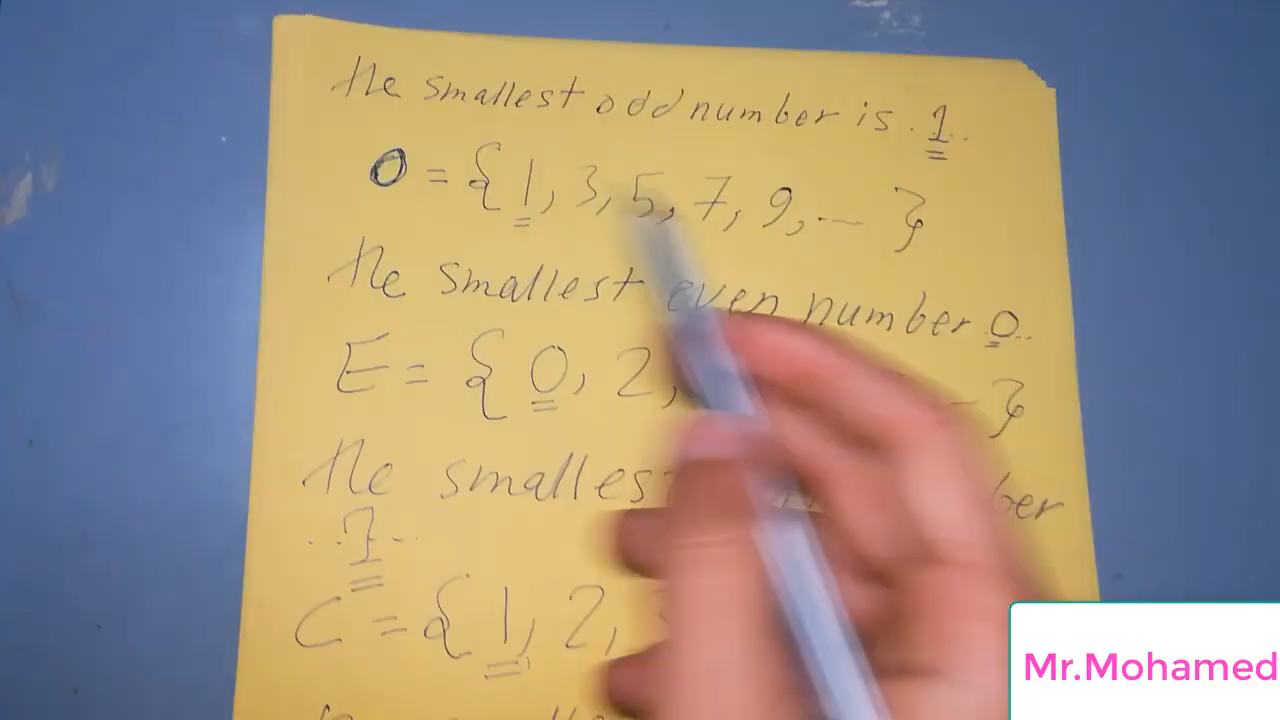 the smallest odd number is .1..
O = { 1, 3, 5, 7, 9, ... }
the smallest even number .0..
E = { 0, 2, }
the smallest
..1..
C = { 1, 2,
Mr.Mohamed